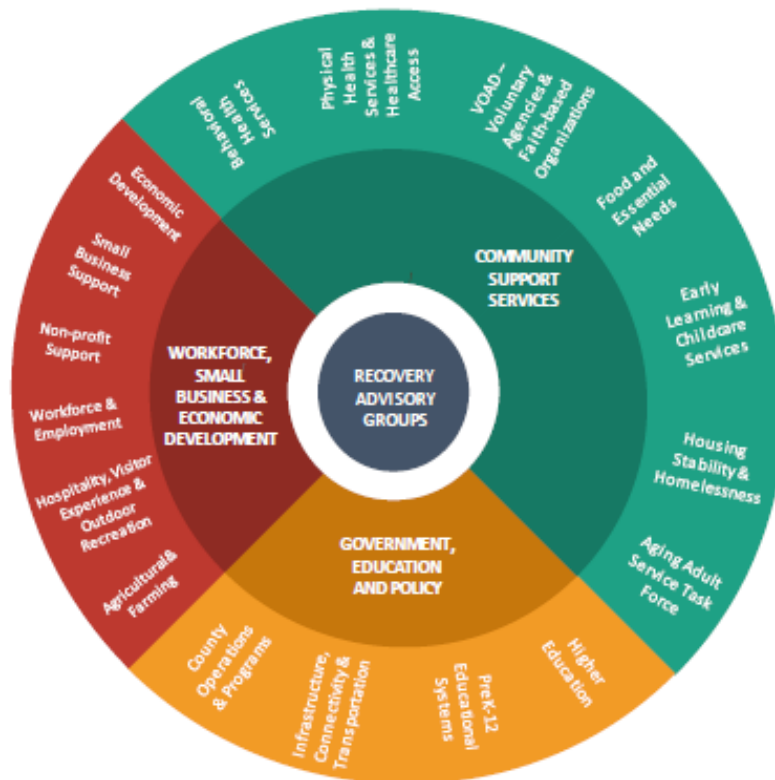 RECOVERY
ADVISORY
GROUPS
COMMUNITY
SUPPORT
SERVICES
Behavioral
Health
Services
Physical
Health
Services &
Healthcare
Access
VOAD –
Voluntary
Agencies &
Faith-based
Organizations
Food and
Essential
Needs
Early
Learning &
Childcare
Services
Housing
Stability &
Homelessness
Aging Adult
Service Task
Force
GOVERNMENT,
EDUCATION
AND POLICY
Higher
Education
PreK-12
Educational
Systems
Infrastructure,
Connectivity &
Transportation
County
Operations
& Programs
WORKFORCE,
SMALL
BUSINESS &
ECONOMIC
DEVELOPMENT
Agricultural&
Farming
Hospitality, Visitor
Experience &
Outdoor
Recreation
Workforce &
Employment
Non-profit
Support
Small
Business
Support
Economic
Development